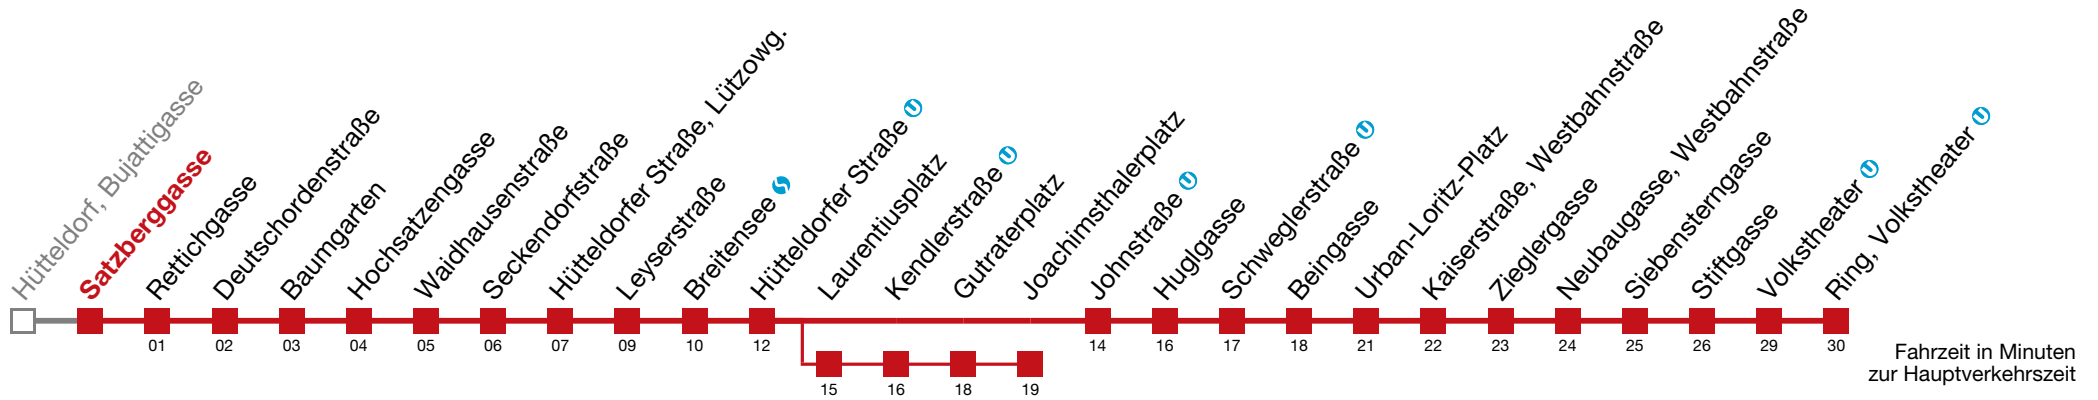 Hütteldorf, Bujattigasse
Satzberggasse
Rettichgasse
Deutschordenstraße
Baumgarten
Hochsatzengasse
Waidhausenstraße
Seckendorfstraße
Hütteldorfer Straße, Lützowg.
Leyserstraße
Breitensee
Hütteldorfer Straße U
Laurentiusplatz
Kendlerstraße U
Gutraterplatz
Joachimsthalerplatz
Johnstraße U
Huglgasse
Schweglerstraße U
Beingasse
Urban-Loritz-Platz
Kaiserstraße, Westbahnstraße
Zieglergasse
Neubaugasse, Westbahnstraße
Siebensterngasse
Stiftgasse
Volkstheater U
Ring, Volkstheater U
01 02 03 04 05 06 07 09 10 12 14 16 17 18 21 22 23 24 25 26 29 30
15 16 18 19
Fahrzeit in Minuten
zur Hauptverkehrszeit